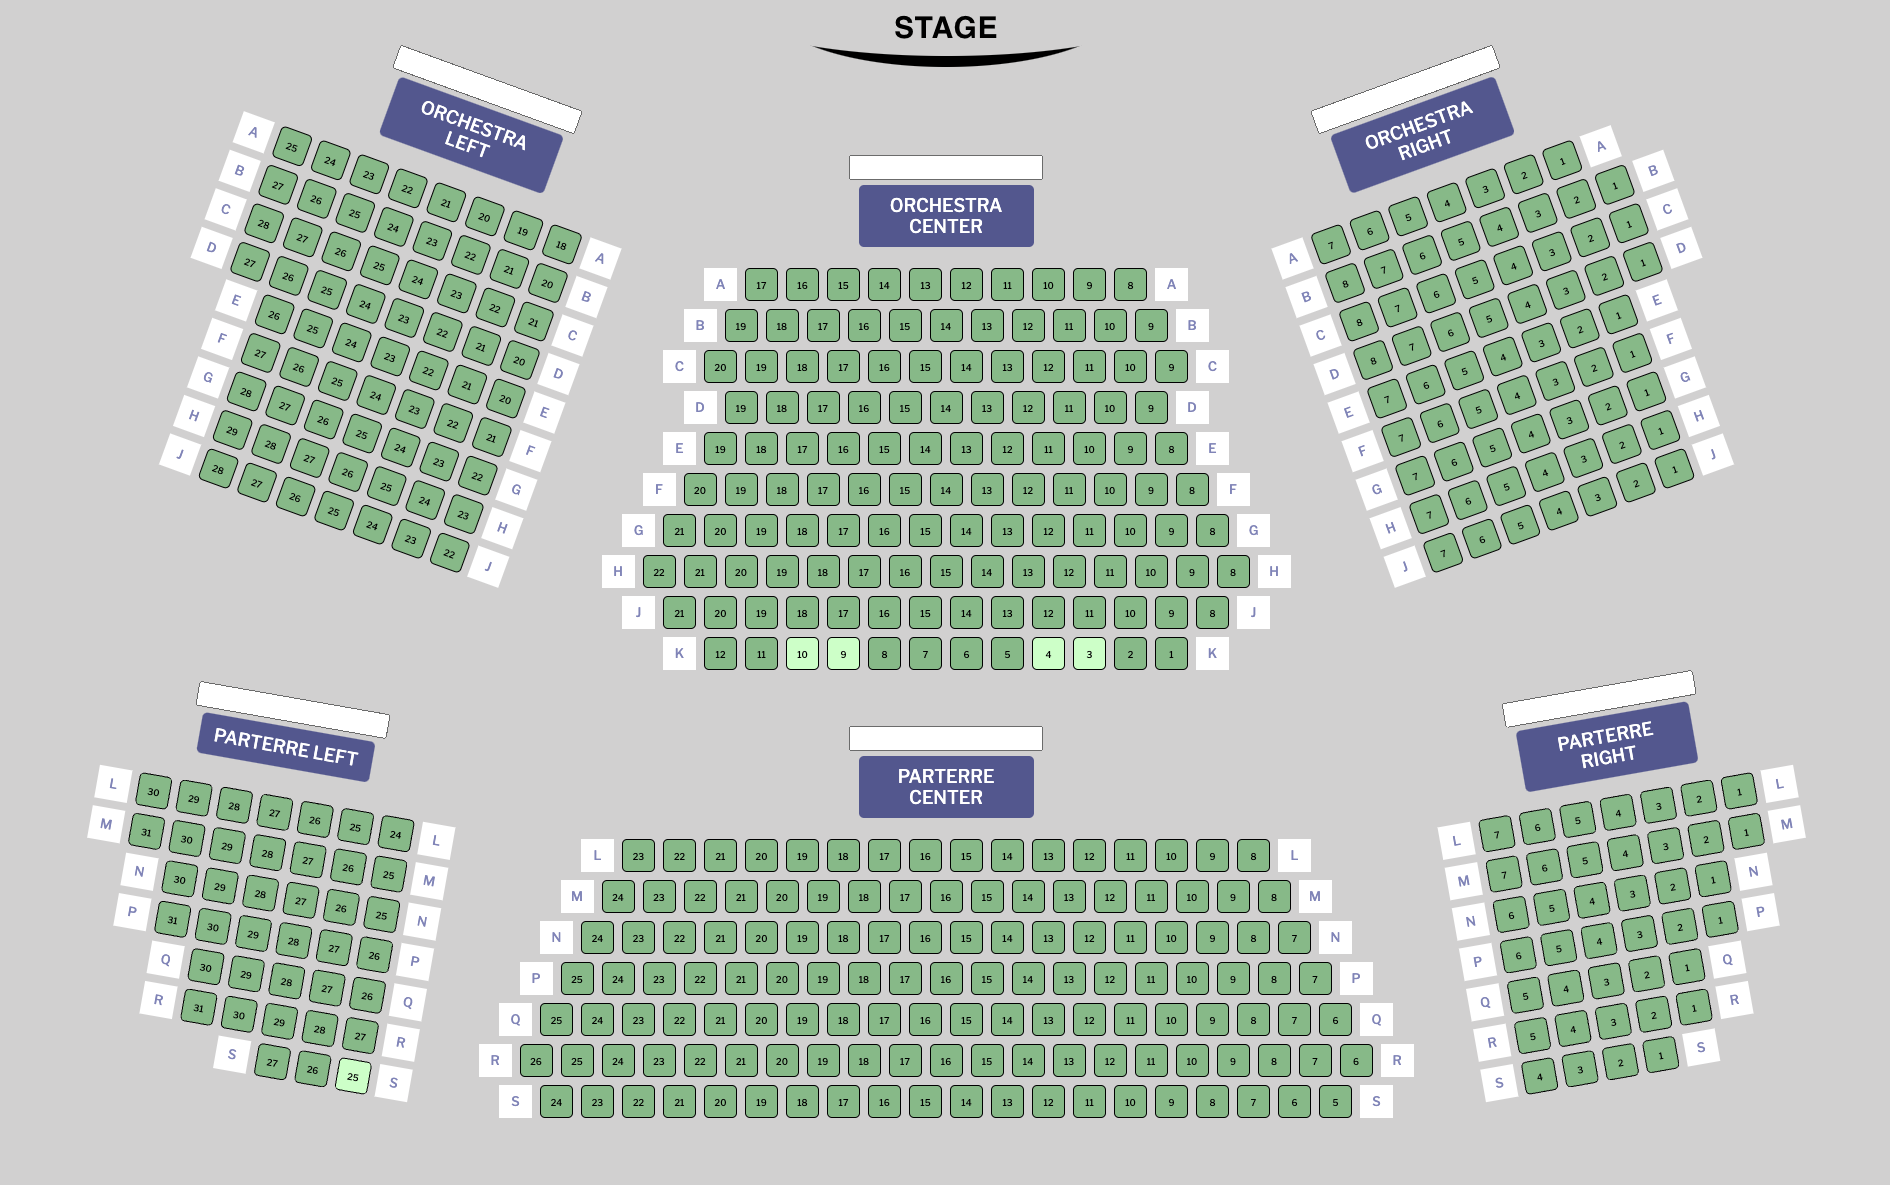 STAGE
ORCHESTRA
LEFT
A 25 24 23 22 21 20 19 18 A
B 27 26 25 24 23 22 21 20 B
C 28 27 26 25 24 23 22 21 C
D 27 26 25 24 23 22 21 20 D
E 26 25 24 23 22 21 20 E
F 27 26 25 24 23 22 21 F
G 28 27 26 25 24 23 22 G
H 29 28 27 26 25 24 23 H
J 28 27 26 25 24 23 22 J
ORCHESTRA
CENTER
A 17 16 15 14 13 12 11 10 9 8 A
B 19 18 17 16 15 14 13 12 11 10 9 B
C 20 19 18 17 16 15 14 13 12 11 10 9 C
D 19 18 17 16 15 14 13 12 11 10 9 D
E 19 18 17 16 15 14 13 12 11 10 9 8 E
F 20 19 18 17 16 15 14 13 12 11 10 9 8 F
G 21 20 19 18 17 16 15 14 13 12 11 10 9 8 G
H 22 21 20 19 18 17 16 15 14 13 12 11 10 9 8 H
J 21 20 19 18 17 16 15 14 13 12 11 10 9 8 J
K 12 11 10 9 8 7 6 5 4 3 2 1 K
ORCHESTRA
RIGHT
A 7 6 5 4 3 2 1 A
B 8 7 6 5 4 3 2 1 B
C 8 7 6 5 4 3 2 1 C
D 8 7 6 5 4 3 2 1 D
E 7 6 5 4 3 2 1 E
F 7 6 5 4 3 2 1 F
G 7 6 5 4 3 2 1 G
H 7 6 5 4 3 2 1 H
J 7 6 5 4 3 2 1 J
PARTERRE LEFT
L 30 29 28 27 26 25 24 L
M 31 30 29 28 27 26 25 M
N 30 29 28 27 26 25 N
P 31 30 29 28 27 26 P
Q 30 29 28 27 26 Q
R 31 30 29 28 27 R
S 27 26 25 S
PARTERRE
CENTER
L 23 22 21 20 19 18 17 16 15 14 13 12 11 10 9 8 L
M 24 23 22 21 20 19 18 17 16 15 14 13 12 11 10 9 8 M
N 24 23 22 21 20 19 18 17 16 15 14 13 12 11 10 9 8 7 N
P 25 24 23 22 21 20 19 18 17 16 15 14 13 12 11 10 9 8 7 P
Q 25 24 23 22 21 20 19 18 17 16 15 14 13 12 11 10 9 8 7 6 Q
R 26 25 24 23 22 21 20 19 18 17 16 15 14 13 12 11 10 9 8 7 6 R
S 24 23 22 21 20 19 18 17 16 15 14 13 12 11 10 9 8 7 6 5 S
PARTERRE
RIGHT
L 7 6 5 4 3 2 1 L
M 7 6 5 4 3 2 1 M
N 6 5 4 3 2 1 N
P 6 5 4 3 2 1 P
Q 5 4 3 2 1 Q
R 5 4 3 2 1 R
S 4 3 2 1 S